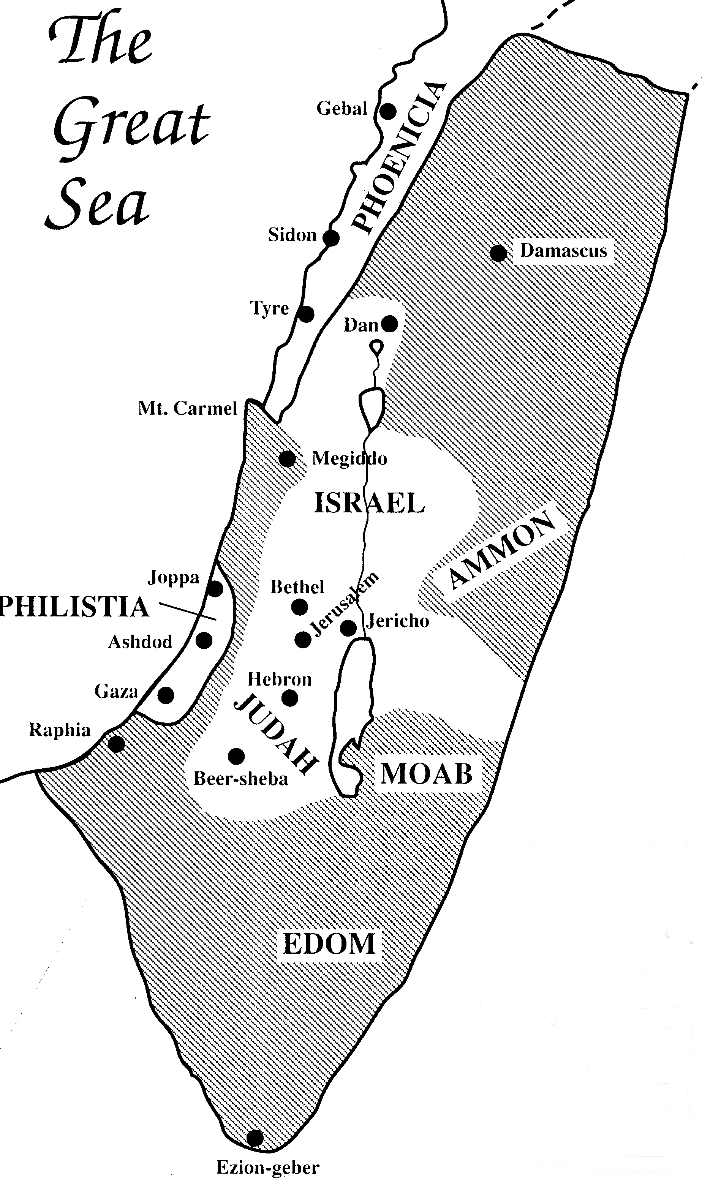 The
Great
Sea
Gebal
PHOENICIA
Sidon
Damascus
Tyre
Dan
Mt. Carmel
Megiddo
ISRAEL
AMMON
Joppa
Bethel
PHILISTIA
Jerusalem
Jericho
Ashdod
Hebron
Gaza
JUDAH
Raphia
MOAB
Beer-sheba
EDOM
Ezion-geber